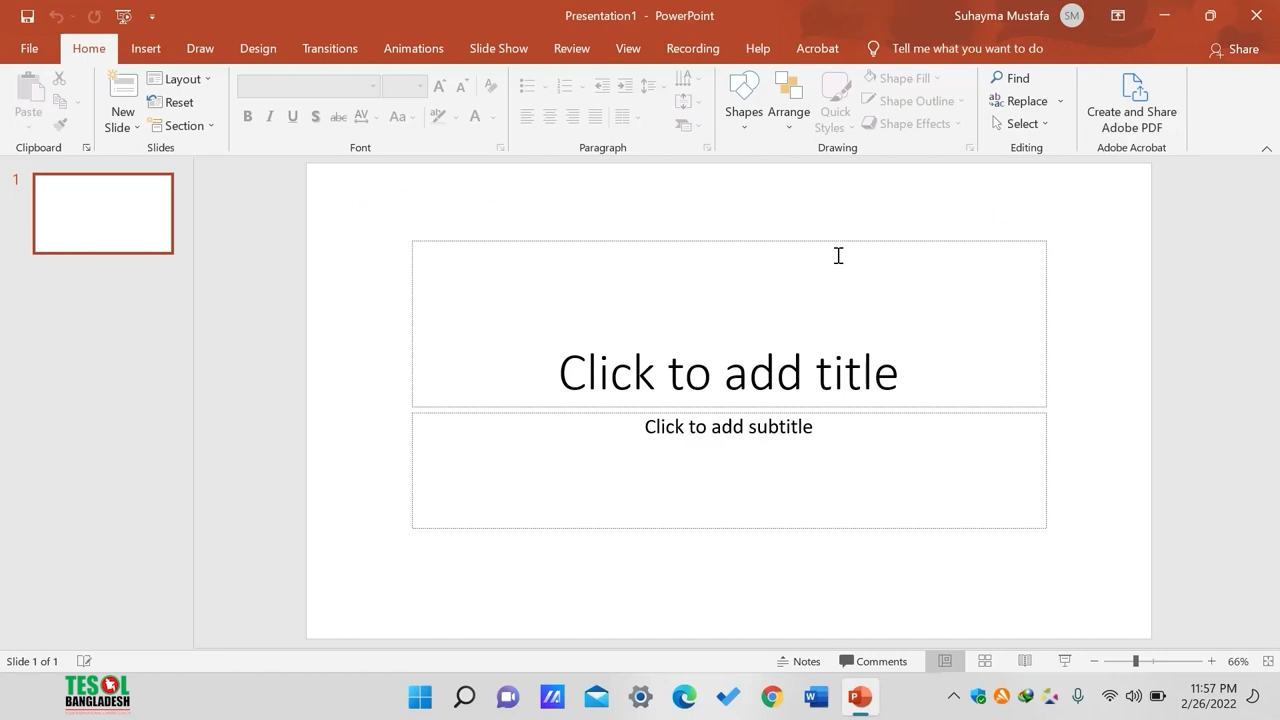 Presentation1 - PowerPoint
Suhayma Mustafa SM
File Home Insert Draw Design Transitions Animations Slide Show Review View Recording Help Acrobat Tell me what you want to do Share
Paste
Clipboard
New Slide
Layout
Reset
Section
Slides
B I U S abc AV Aa A
Font
Paragraph
Shapes
Arrange
Quick Styles
Shape Fill
Shape Outline
Shape Effects
Drawing
Find
Replace
Select
Editing
Create and Share
Adobe PDF
Adobe Acrobat
1
Click to add title
Click to add subtitle
Slide 1 of 1
Notes Comments 66%
TESOL
BANGLADESH
11:57 PM
2/26/2022